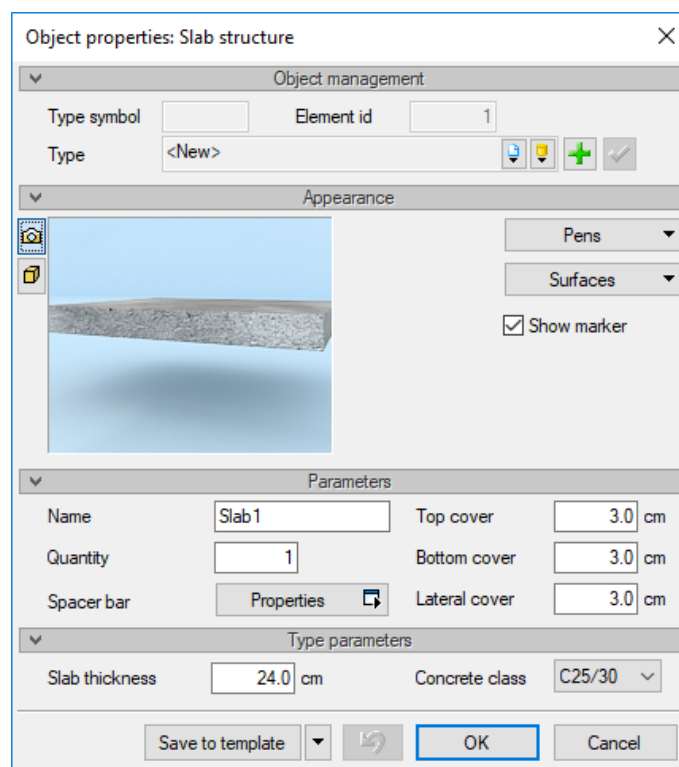 Object properties: Slab structure
Object management
Type symbol Element id 1
Type <New>
Appearance
Pens
Surfaces
Show marker
Parameters
Name Slab1 Top cover 3.0 cm
Quantity 1 Bottom cover 3.0 cm
Spacer bar Properties Lateral cover 3.0 cm
Type parameters
Slab thickness 24.0 cm Concrete class C25/30
Save to template OK Cancel